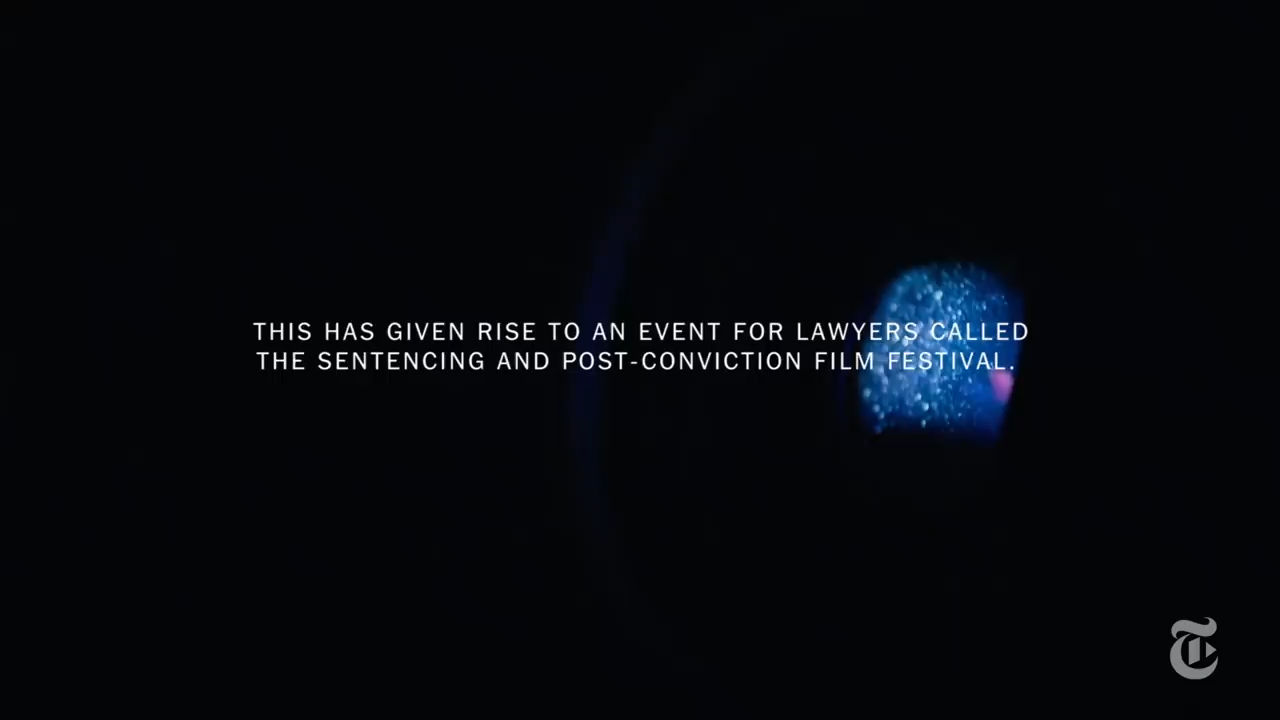 THIS HAS GIVEN RISE TO AN EVENT FOR LAWYERS CALLED
THE SENTENCING AND POST-CONVICTION FILM FESTIVAL.
T